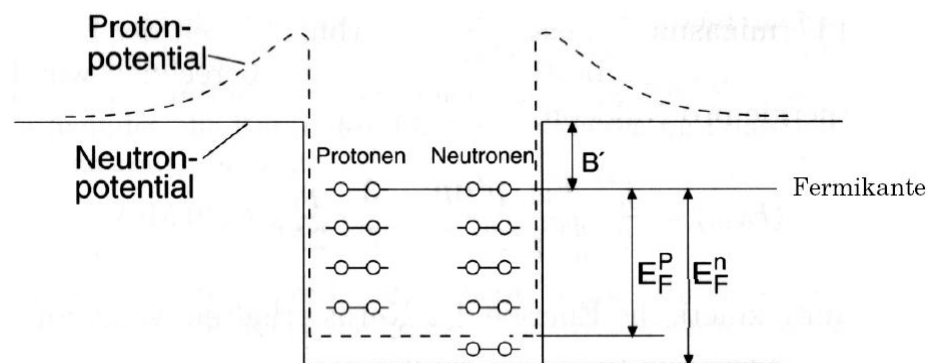 Proton-
potential
Neutron-
potential
Protonen
Neutronen
B′
Fermikante
E_F^P
E_F^n